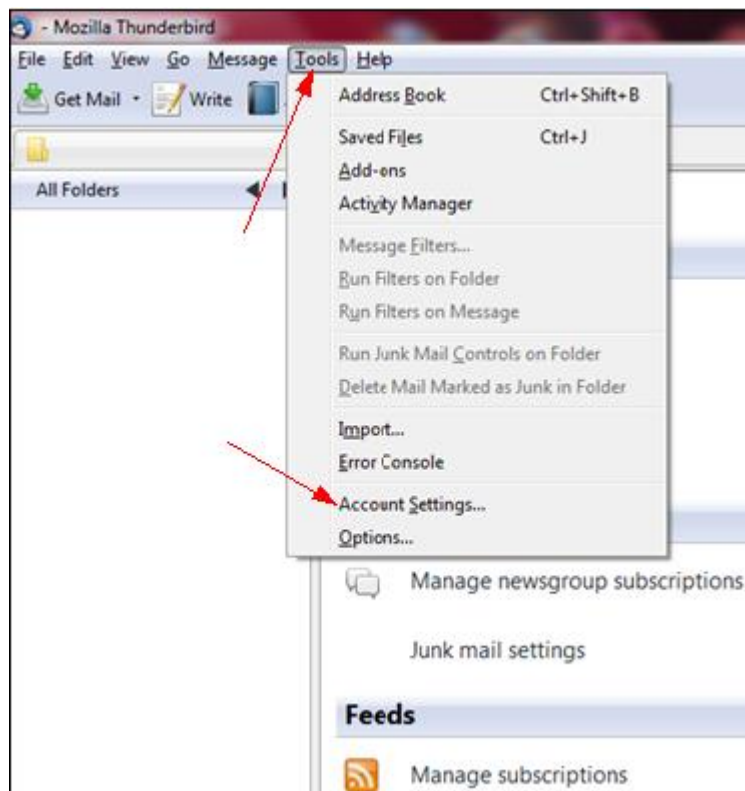 - Mozilla Thunderbird
File Edit View Go Message Tools Help
Get Mail Write
Address Book Ctrl+Shift+B
Saved Files Ctrl+J
All Folders
Add-ons
Activity Manager
Message Filters...
Run Filters on Folder
Run Filters on Message
Run Junk Mail Controls on Folder
Delete Mail Marked as Junk in Folder
Import...
Error Console
Account Settings...
Options...
Manage newsgroup subscriptions
Junk mail settings
Feeds
Manage subscriptions